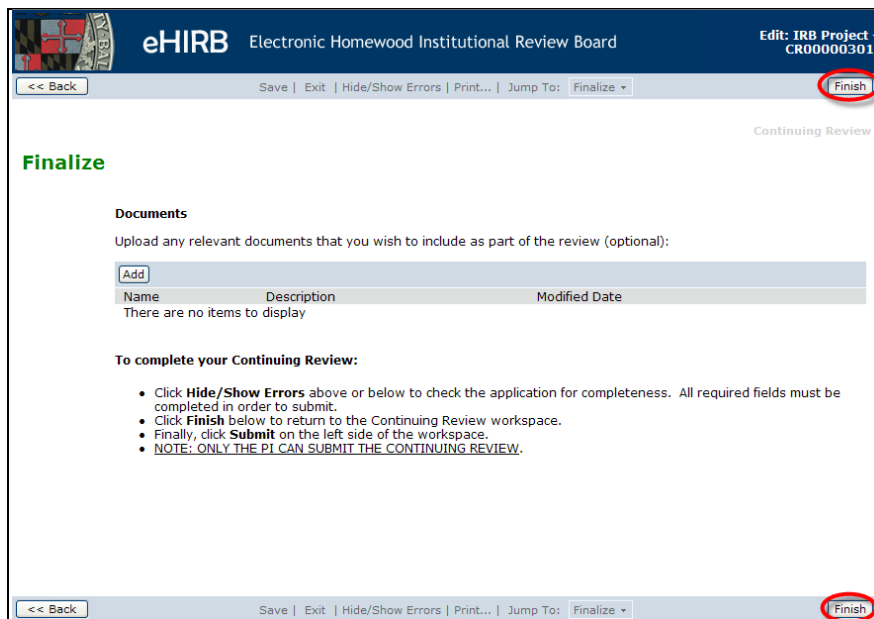 eHIRB Electronic Homewood Institutional Review Board
Edit: IRB Project -
CR00000301
<< Back Save | Exit | Hide/Show Errors | Print... | Jump To: Finalize Finish
Continuing Review
Finalize
Documents
Upload any relevant documents that you wish to include as part of the review (optional):
Add
Name Description Modified Date
There are no items to display
To complete your Continuing Review:
• Click Hide/Show Errors above or below to check the application for completeness. All required fields must be
completed in order to submit.
• Click Finish below to return to the Continuing Review workspace.
• Finally, click Submit on the left side of the workspace.
• NOTE: ONLY THE PI CAN SUBMIT THE CONTINUING REVIEW.
<< Back Save | Exit | Hide/Show Errors | Print... | Jump To: Finalize Finish